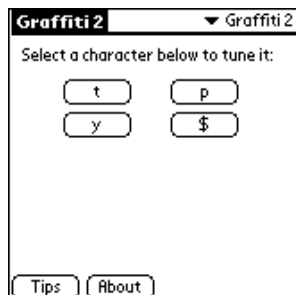 Graffiti 2 Graffiti 2
Select a character below to tune it:
t p
y $
Tips About